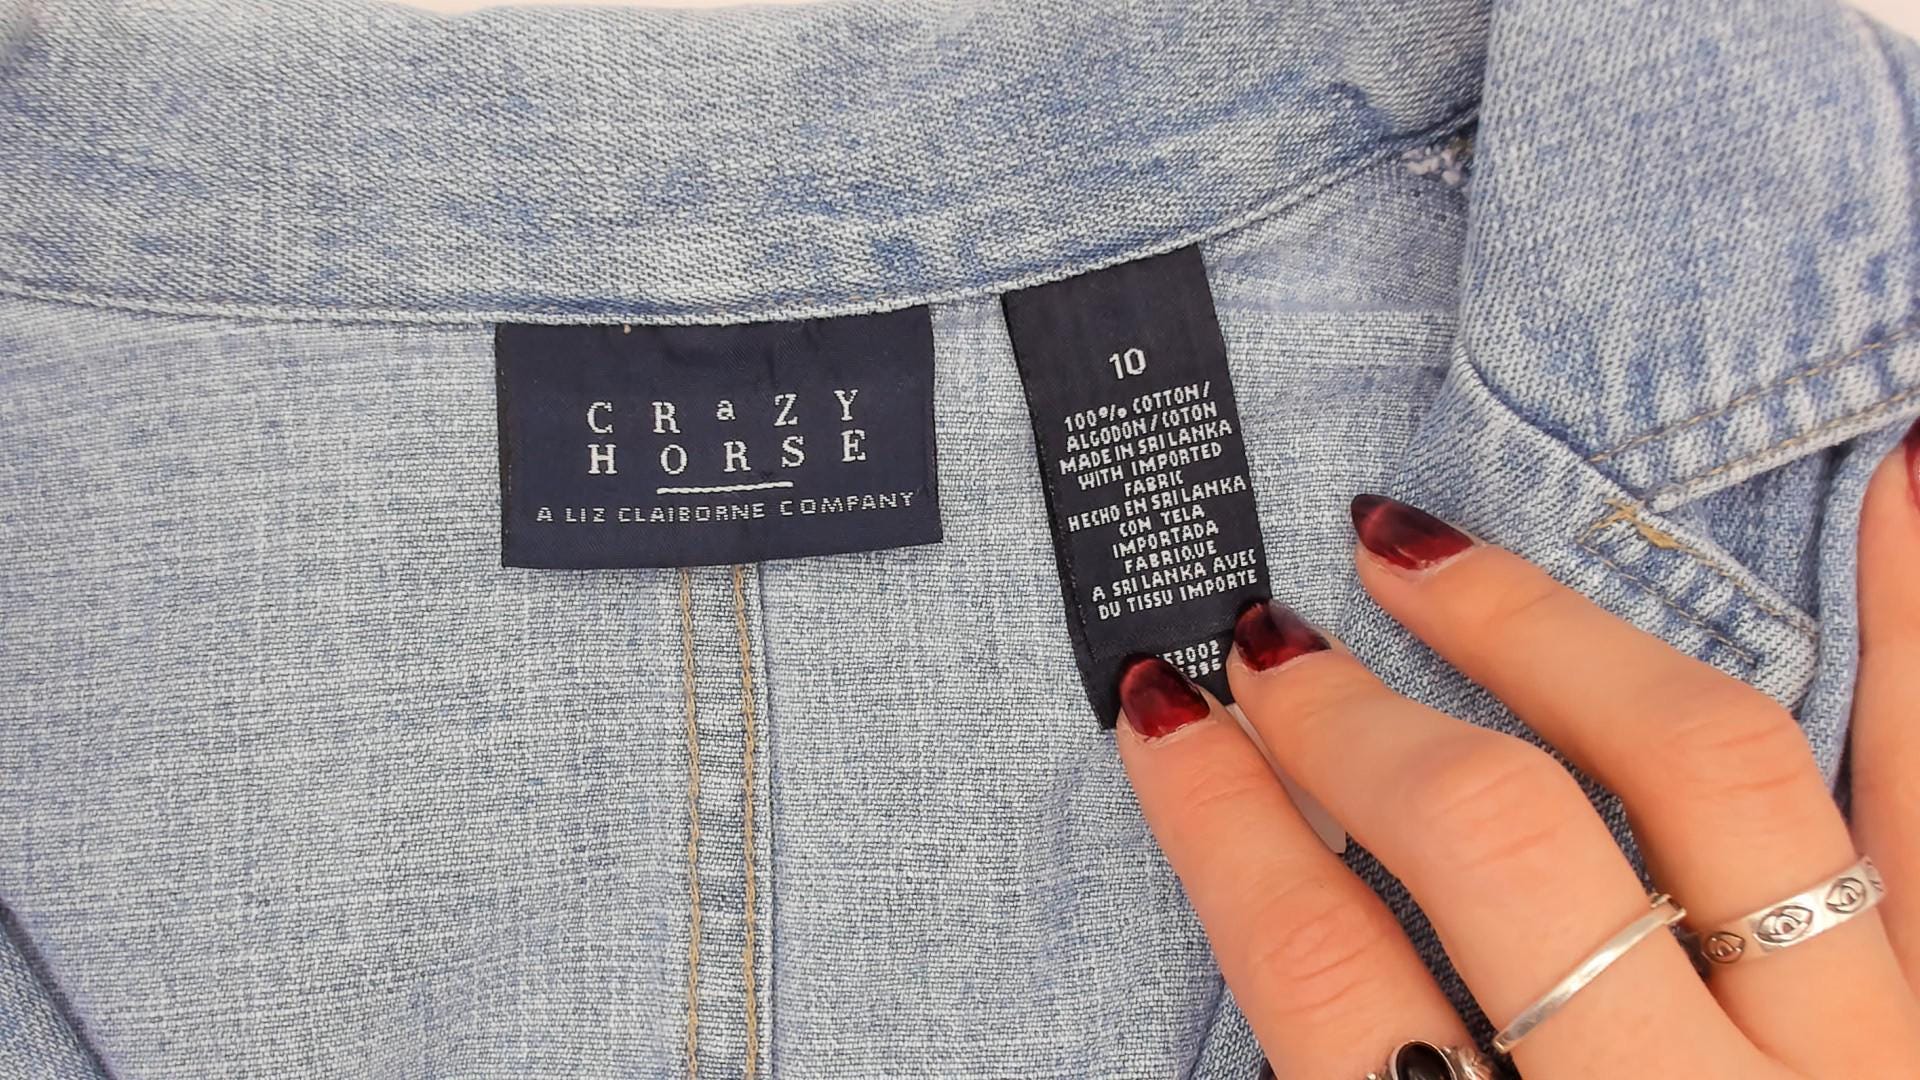 CRaZY
HORSE
A LIZ CLAIBORNE COMPANY
10
100% COTTON/
ALGODON/COTON
MADE IN SRI LANKA
WITH IMPORTED
FABRIC
HECHO EN SRI LANKA
CON TELA
IMPORTADA
FABRIQUE
A SRI LANKA AVEC
DU TISSU IMPORTE